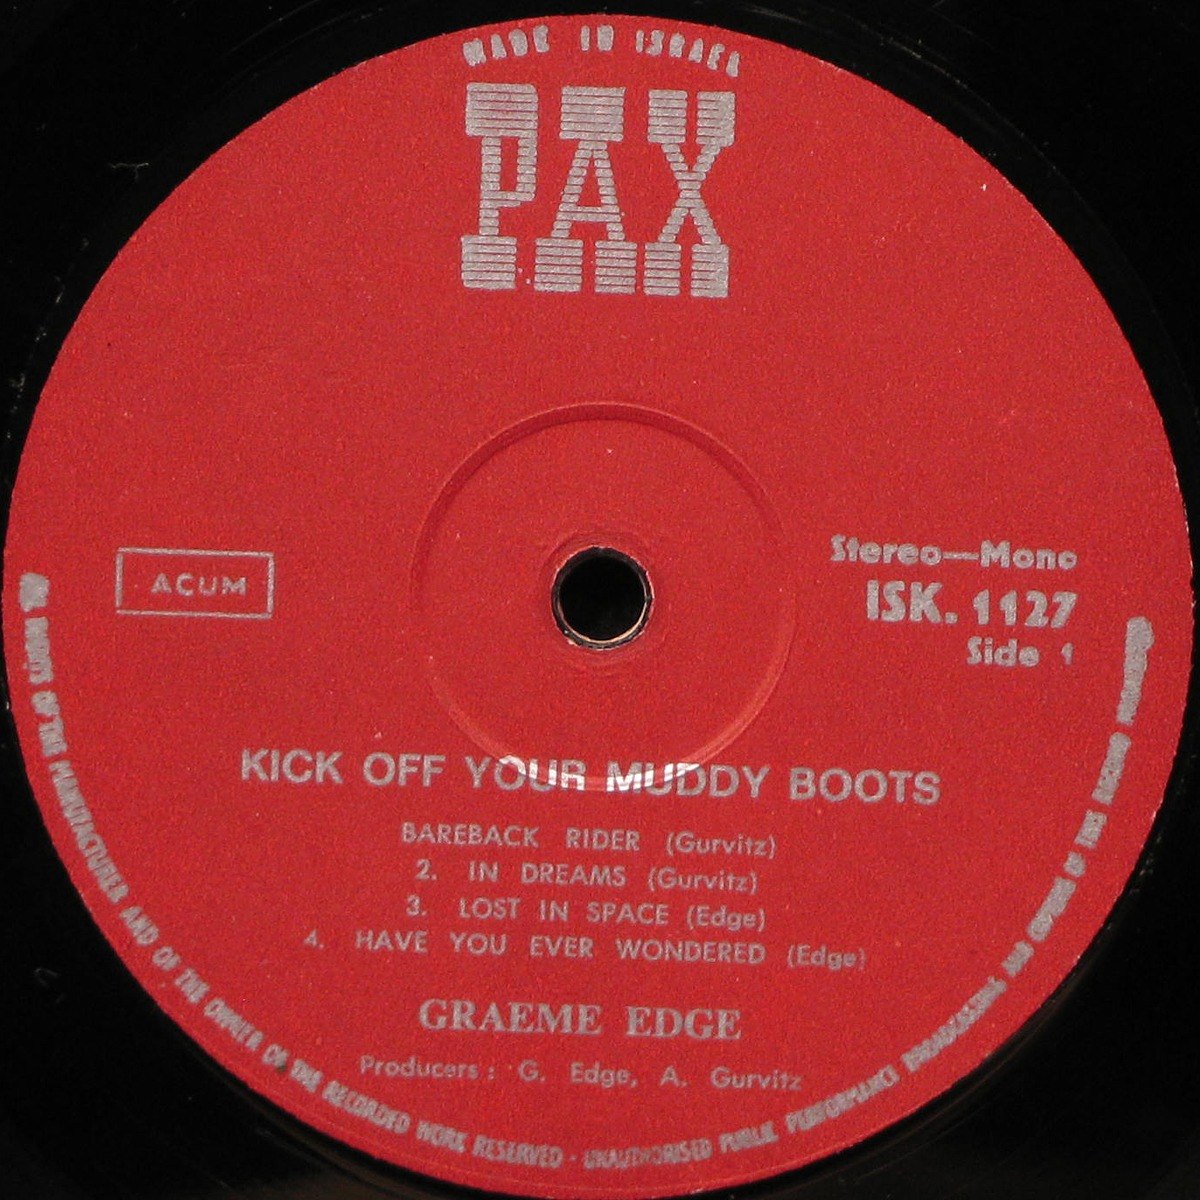 MADE IN ISRAEL
PAX
ACUM
Stereo—Mono
ISK. 1127
Side 1
KICK OFF YOUR MUDDY BOOTS
BAREBACK RIDER (Gurvitz)
2. IN DREAMS (Gurvitz)
3. LOST IN SPACE (Edge)
4. HAVE YOU EVER WONDERED (Edge)
GRAEME EDGE
Producers: G. Edge, A. Gurvitz
ALL RIGHTS OF THE MANUFACTURER AND OF THE OWNER OF THE RECORDED WORK RESERVED - UNAUTHORISED PUBLIC PERFORMANCE BROADCASTING AND COPYING OF THIS RECORD PROHIBITED